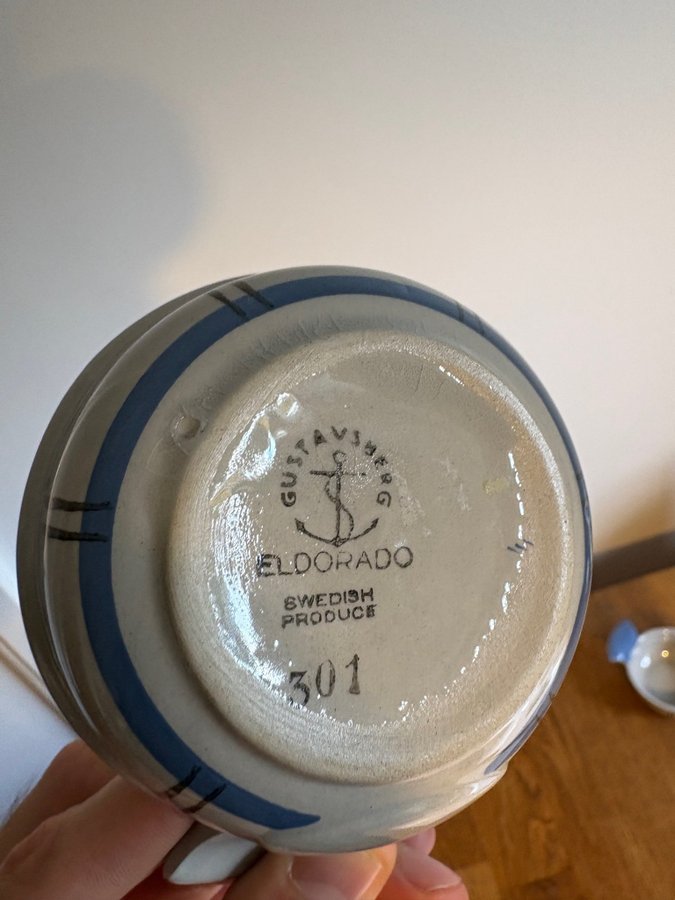 GUSTAVSBERG
ELDORADO
SWEDISH
PRODUCE
301